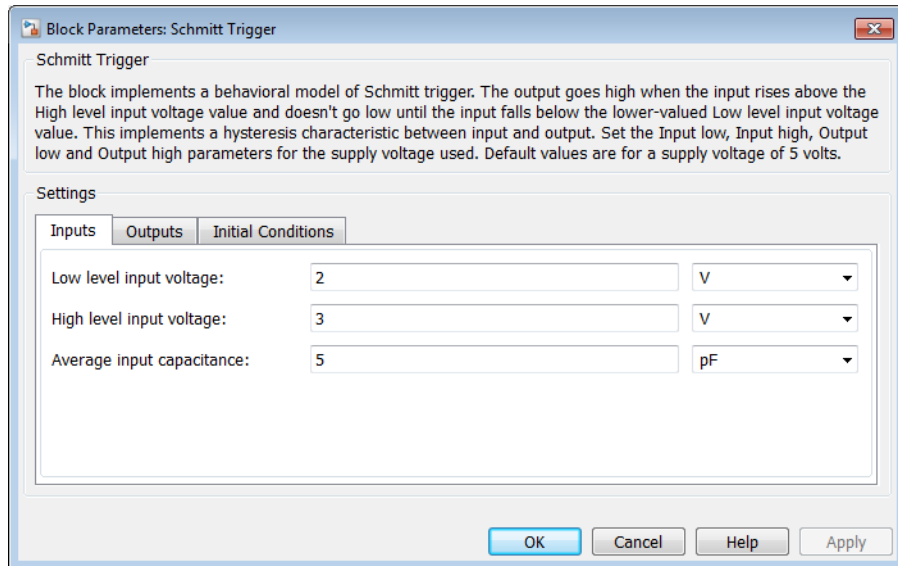 Block Parameters: Schmitt Trigger
Schmitt Trigger
The block implements a behavioral model of Schmitt trigger. The output goes high when the input rises above the
High level input voltage value and doesn't go low until the input falls below the lower-valued Low level input voltage
value. This implements a hysteresis characteristic between input and output. Set the Input low, Input high, Output
low and Output high parameters for the supply voltage used. Default values are for a supply voltage of 5 volts.
Settings
Inputs Outputs Initial Conditions
Low level input voltage: 2 V
High level input voltage: 3 V
Average input capacitance: 5 pF
OK Cancel Help Apply